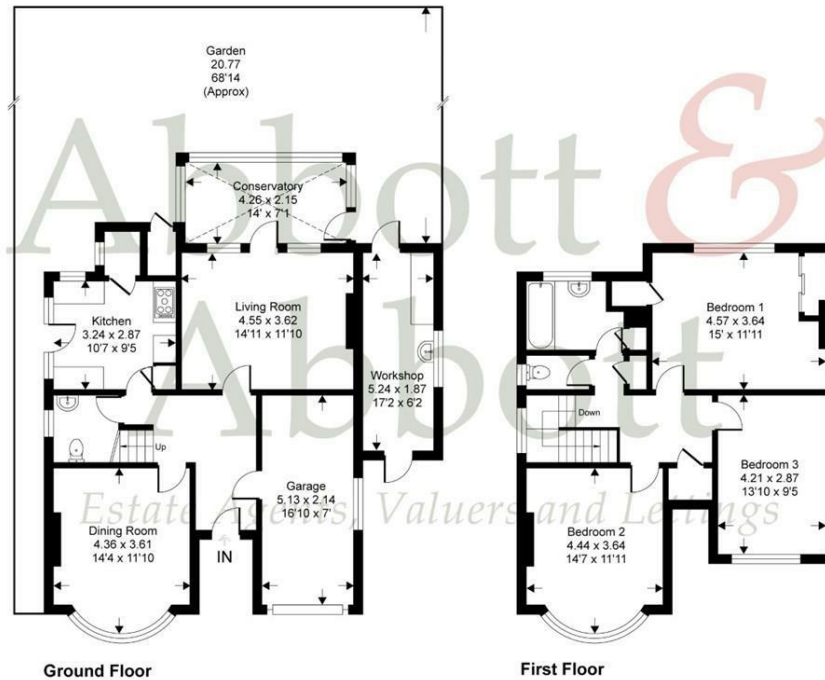 Abbott &
Abbott
Estate Agents, Valuers and Lettings
Garden
20.77
68'14
(Approx)
Conservatory
4.26 x 2.15
14' x 7'1
Kitchen
3.24 x 2.87
10'7 x 9'5
Living Room
4.55 x 3.62
14'11 x 11'10
Workshop
5.24 x 1.87
17'2 x 6'2
Up
Garage
5.13 x 2.14
16'10 x 7'
Dining Room
4.36 x 3.61
14'4 x 11'10
IN
Ground Floor
Bedroom 1
4.57 x 3.64
15' x 11'11
Down
Bedroom 3
4.21 x 2.87
13'10 x 9'5
Bedroom 2
4.44 x 3.64
14'7 x 11'11
First Floor